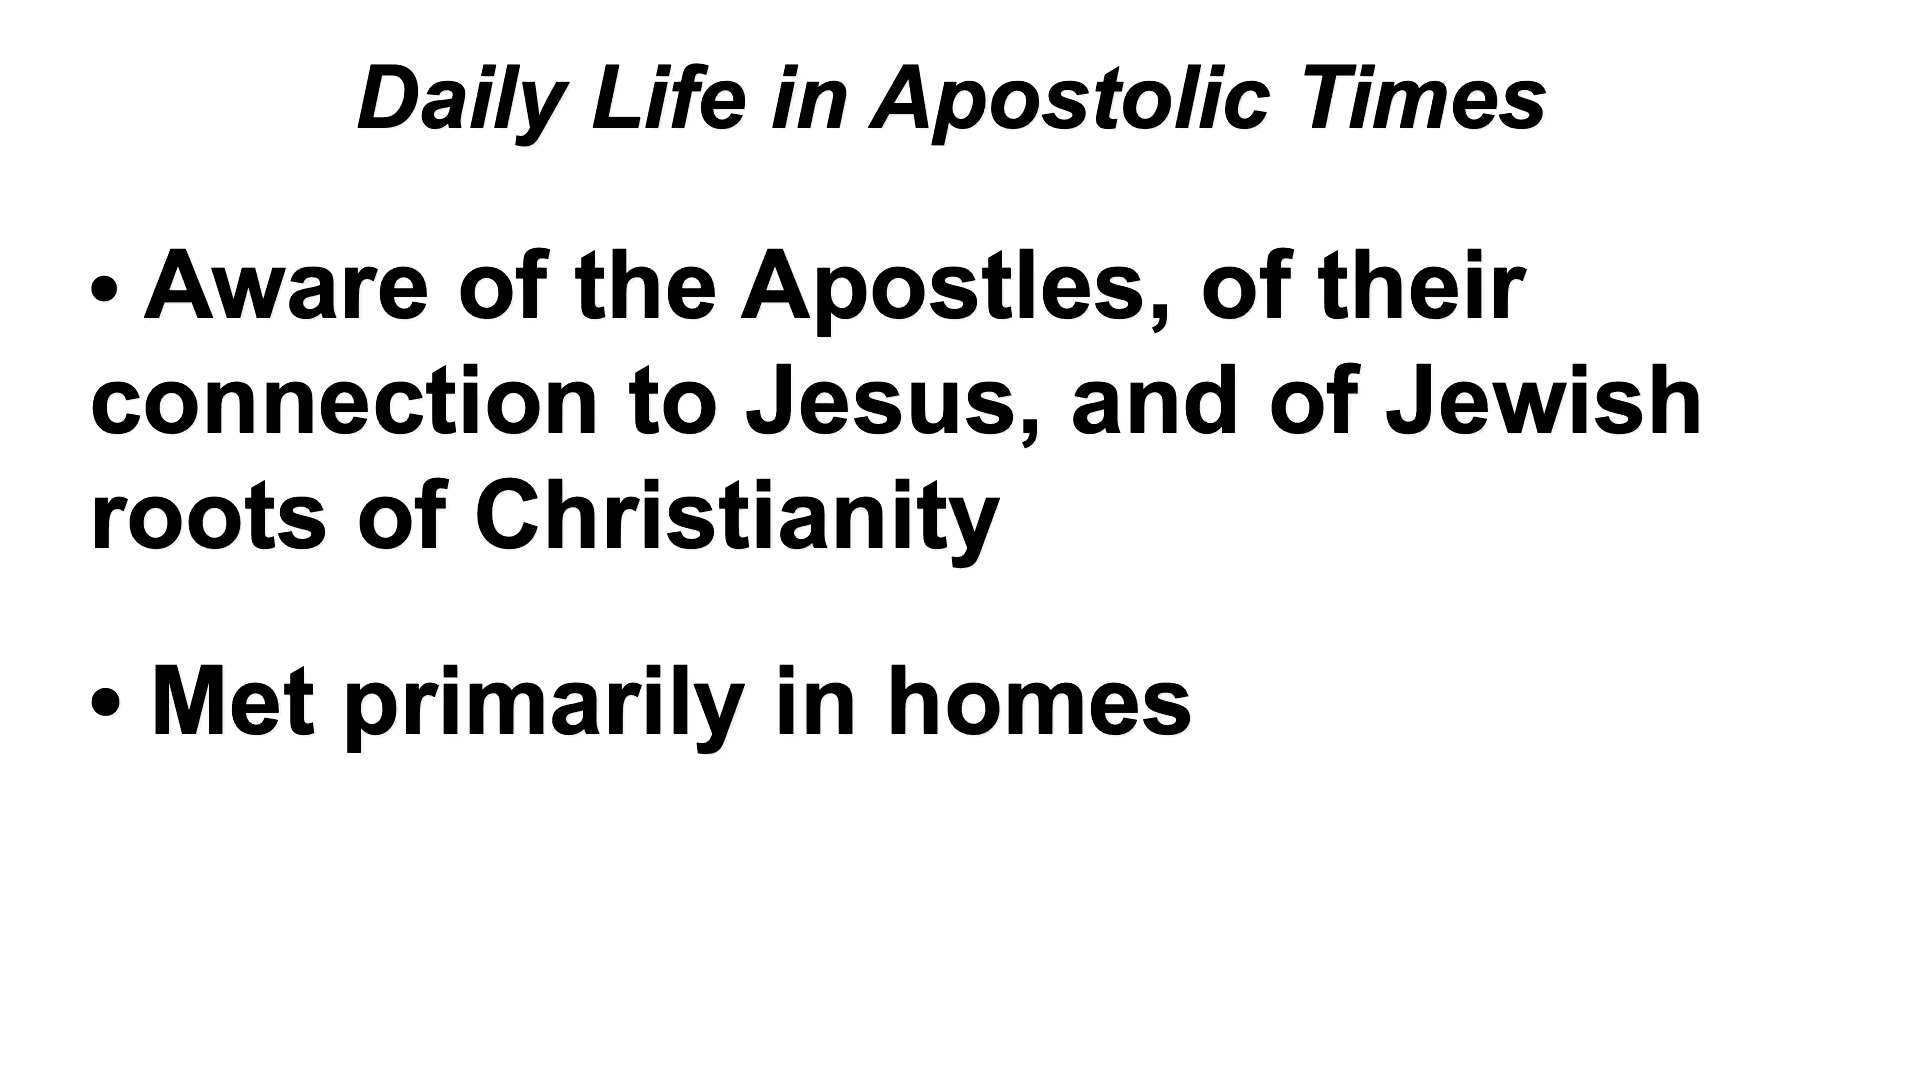 Daily Life in Apostolic Times
• Aware of the Apostles, of their
connection to Jesus, and of Jewish
roots of Christianity
• Met primarily in homes